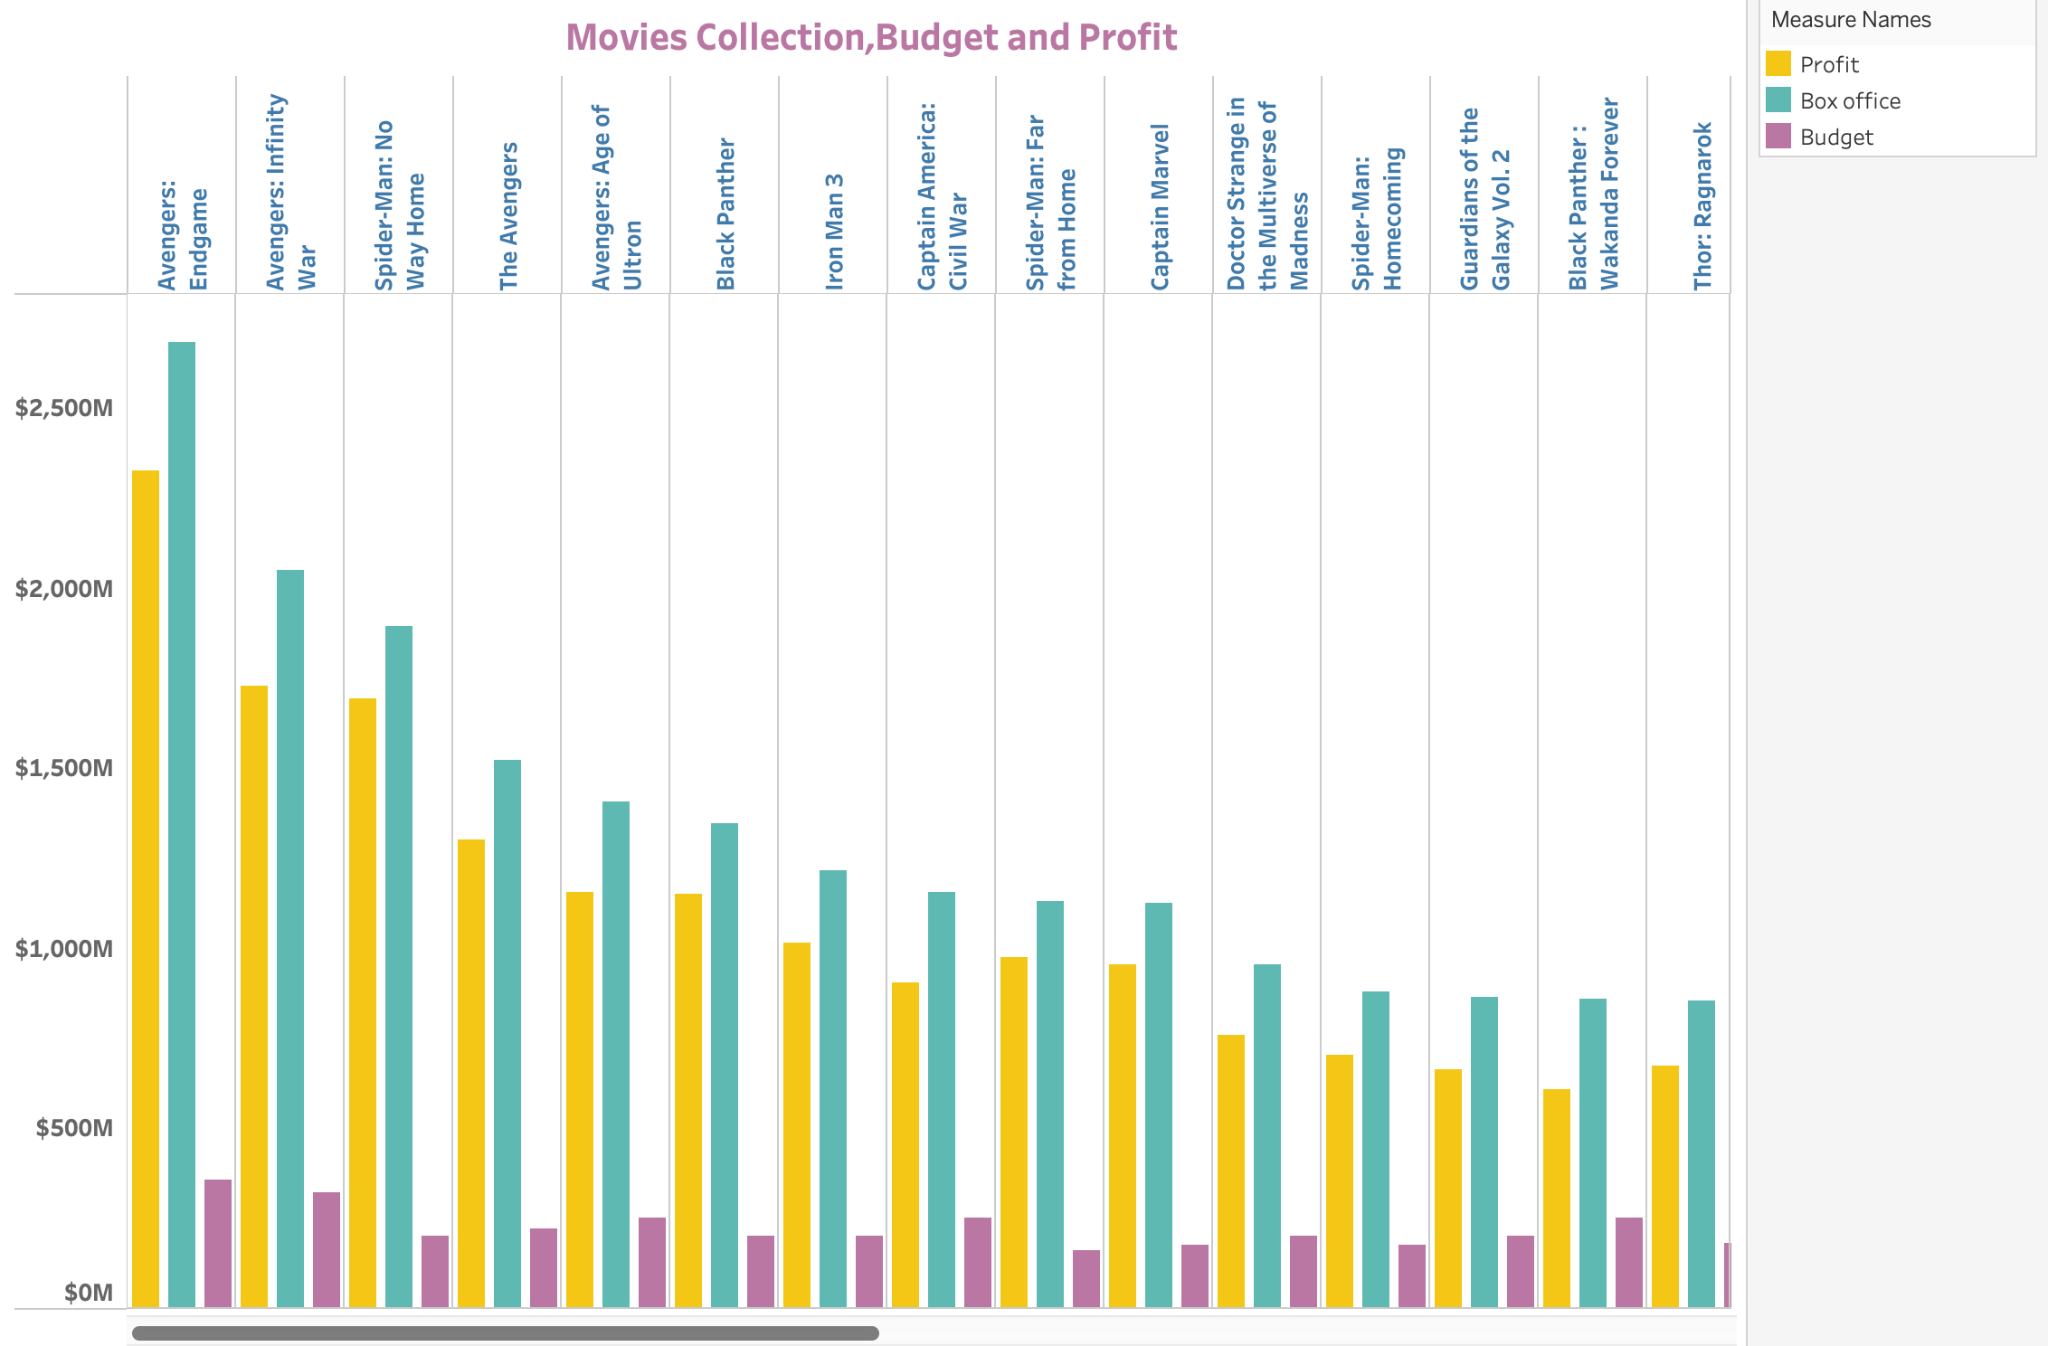 Movies Collection,Budget and Profit
Measure Names
Profit
Box office
Budget
Avengers:
Endgame
Avengers: Infinity
War
Spider-Man: No
Way Home
The Avengers
Avengers: Age of
Ultron
Black Panther
Iron Man 3
Captain America:
Civil War
Spider-Man: Far
from Home
Captain Marvel
Doctor Strange in
the Multiverse of
Madness
Spider-Man:
Homecoming
Guardians of the
Galaxy Vol. 2
Black Panther :
Wakanda Forever
Thor: Ragnarok
$2,500M
$2,000M
$1,500M
$1,000M
$500M
$0M